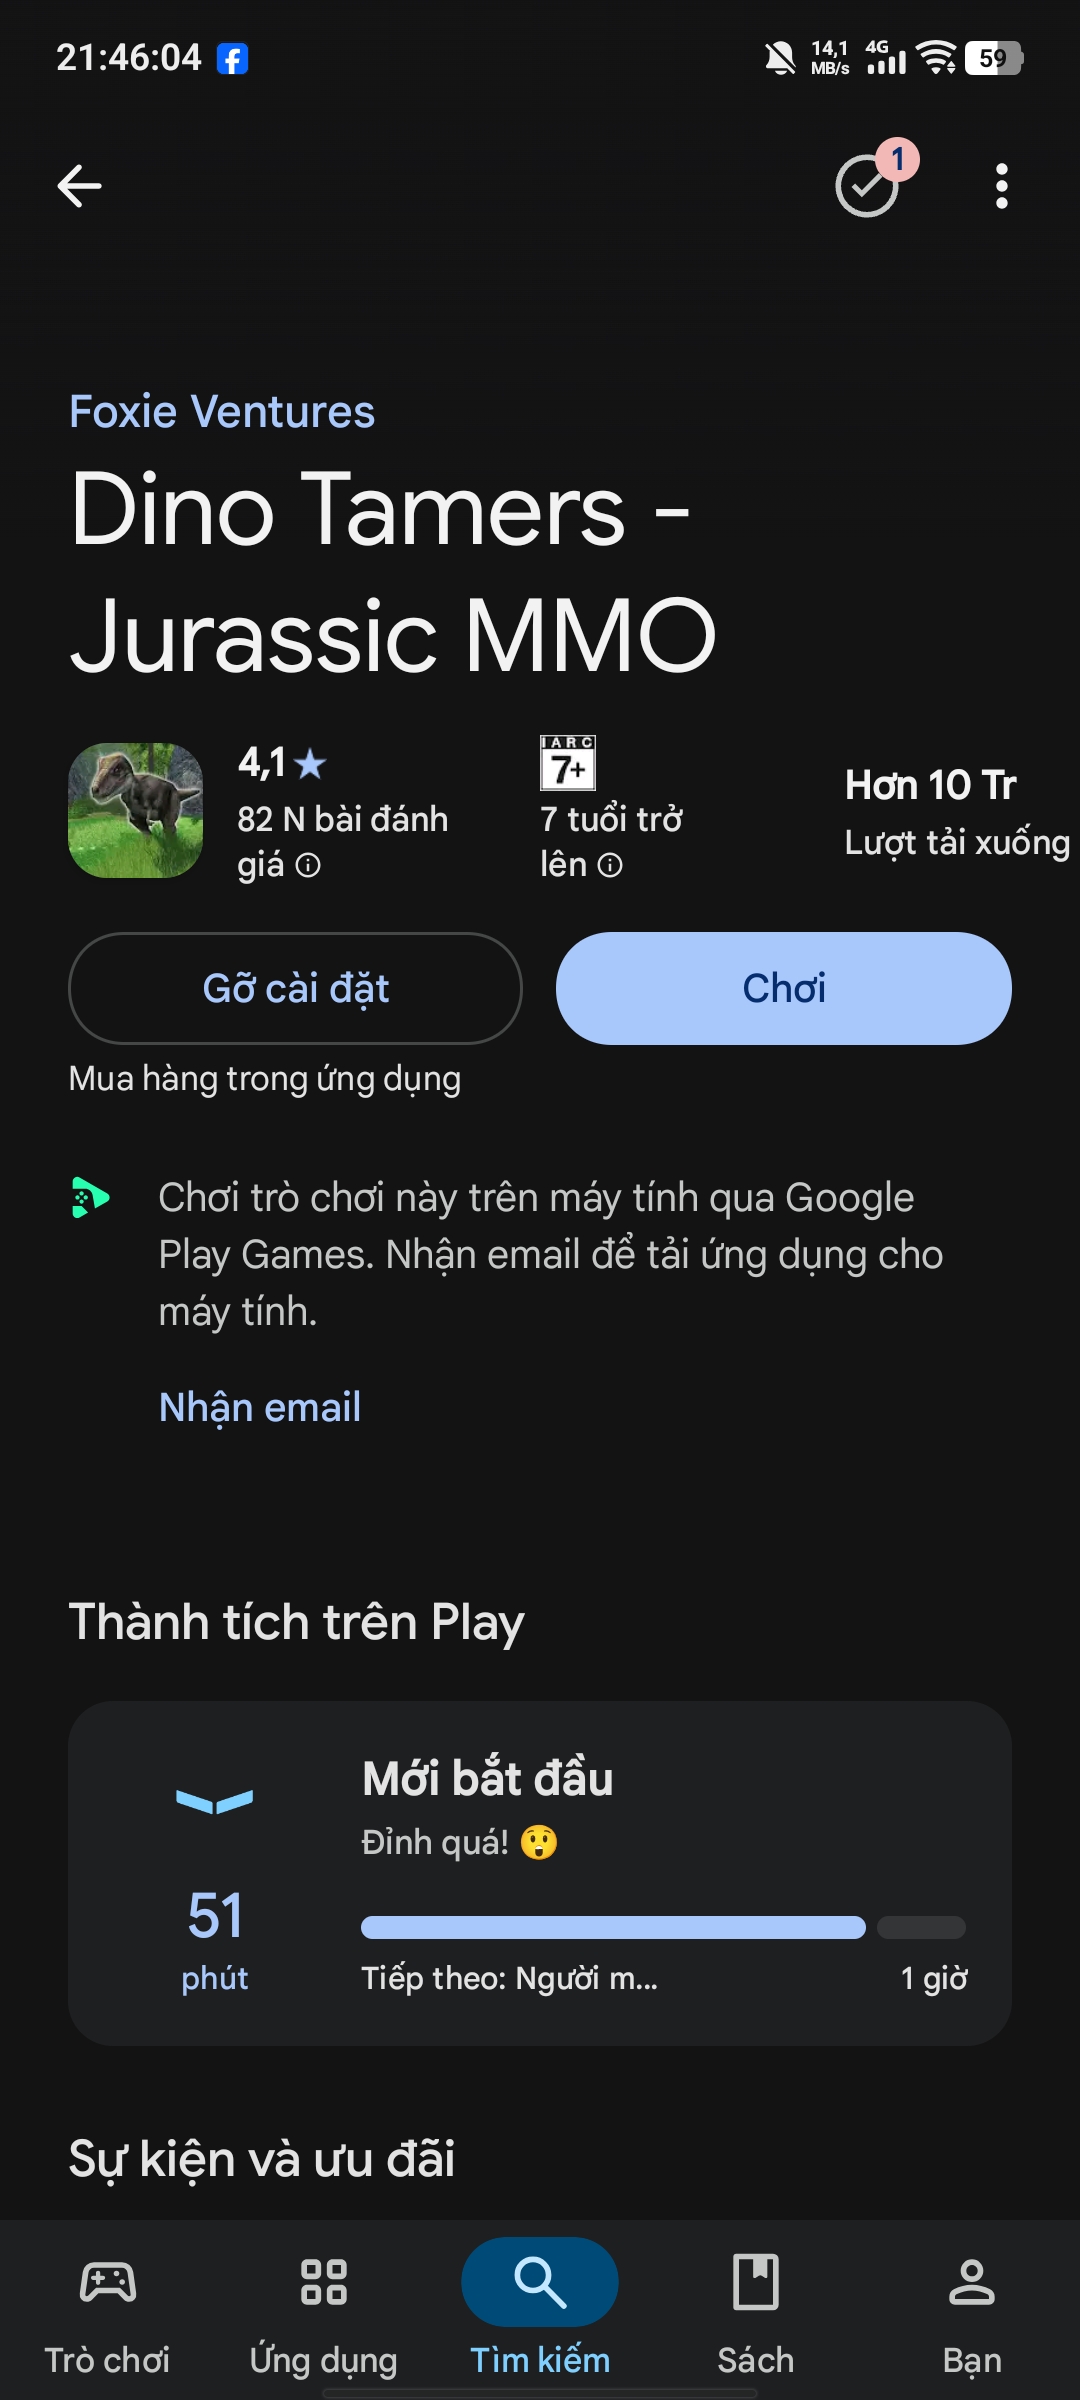 21:46:04
14,1
MB/s
4G
59
1
Foxie Ventures
Dino Tamers -
Jurassic MMO
4,1★
82 N bài đánh
giá
IARC
7+
7 tuổi trở
lên
Hơn 10 Tr
Lượt tải xuống
Gỡ cài đặt
Chơi
Mua hàng trong ứng dụng
Chơi trò chơi này trên máy tính qua Google
Play Games. Nhận email để tải ứng dụng cho
máy tính.
Nhận email
Thành tích trên Play
Mới bắt đầu
Đỉnh quá! 😲
51
phút
Tiếp theo: Người m...
1 giờ
Sự kiện và ưu đãi
Trò chơi
Ứng dụng
Tìm kiếm
Sách
Bạn